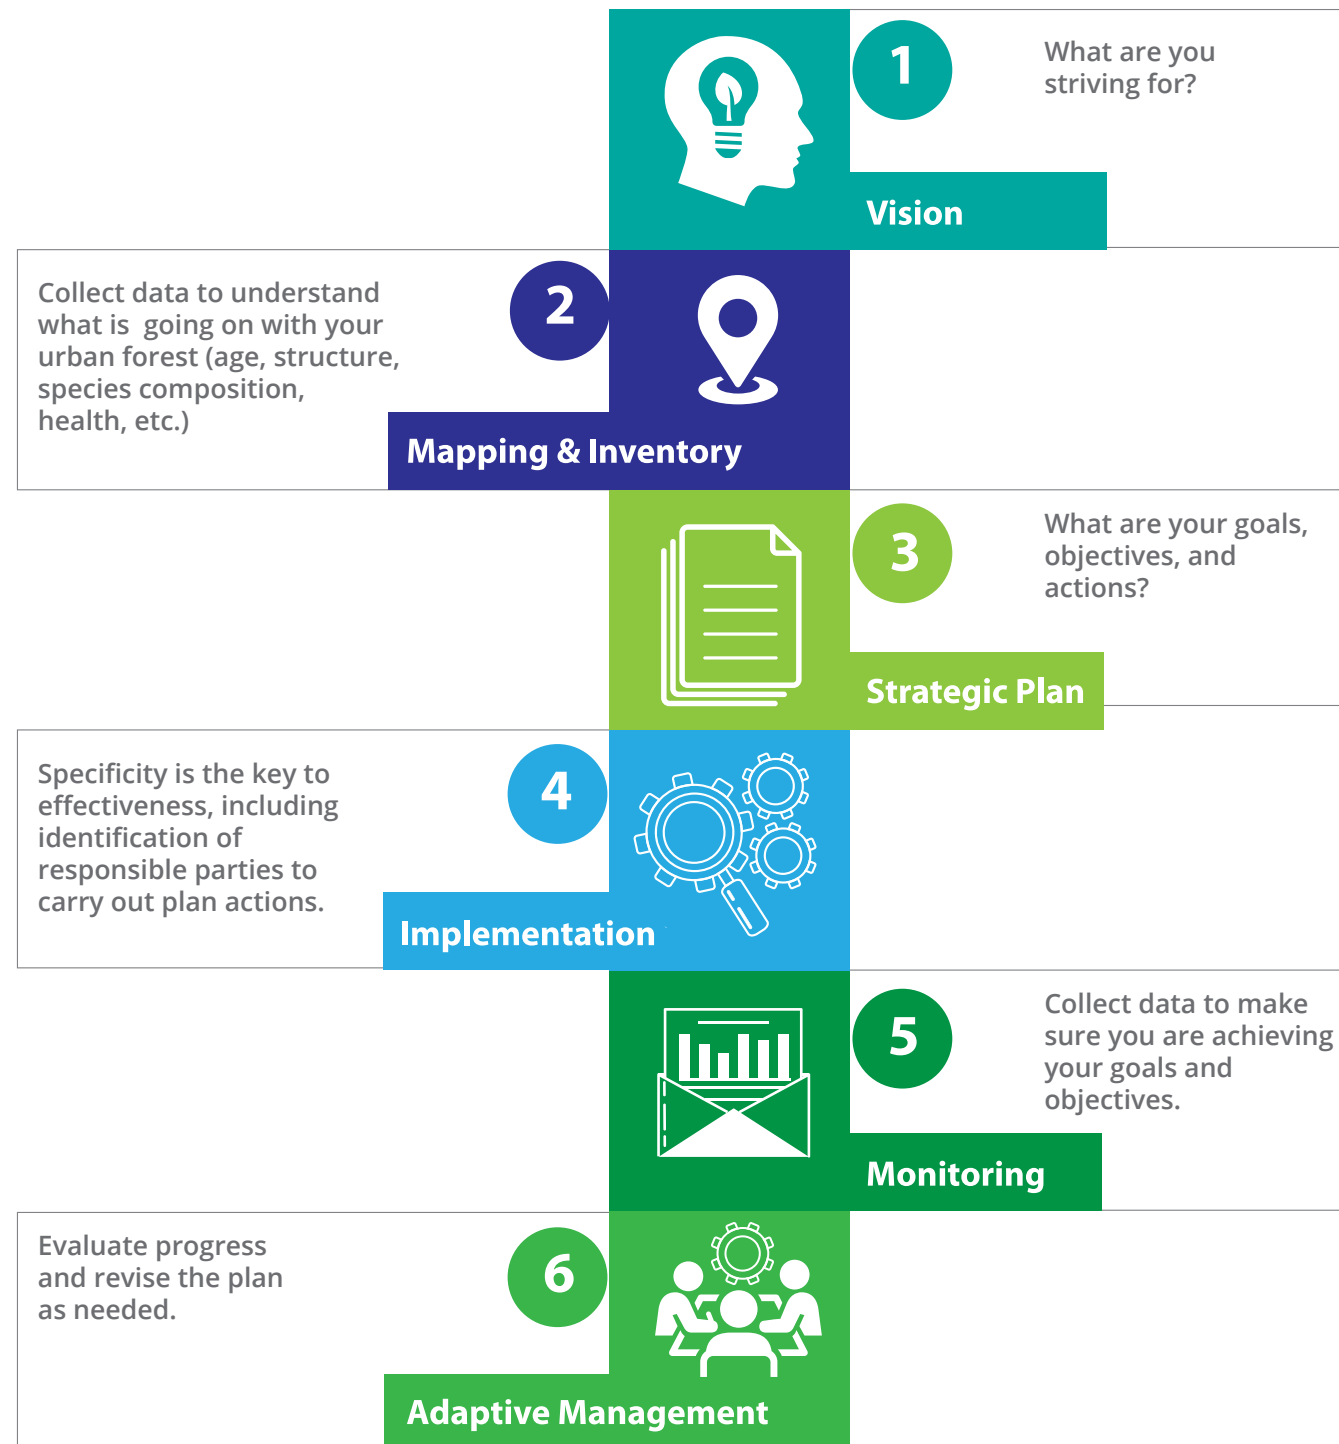 1
What are you
striving for?
Vision
2
Collect data to understand
what is going on with your
urban forest (age, structure,
species composition,
health, etc.)
Mapping & Inventory
3
What are your goals,
objectives, and
actions?
Strategic Plan
4
Specificity is the key to
effectiveness, including
identification of
responsible parties to
carry out plan actions.
Implementation
5
Collect data to make
sure you are achieving
your goals and
objectives.
Monitoring
6
Evaluate progress
and revise the plan
as needed.
Adaptive Management